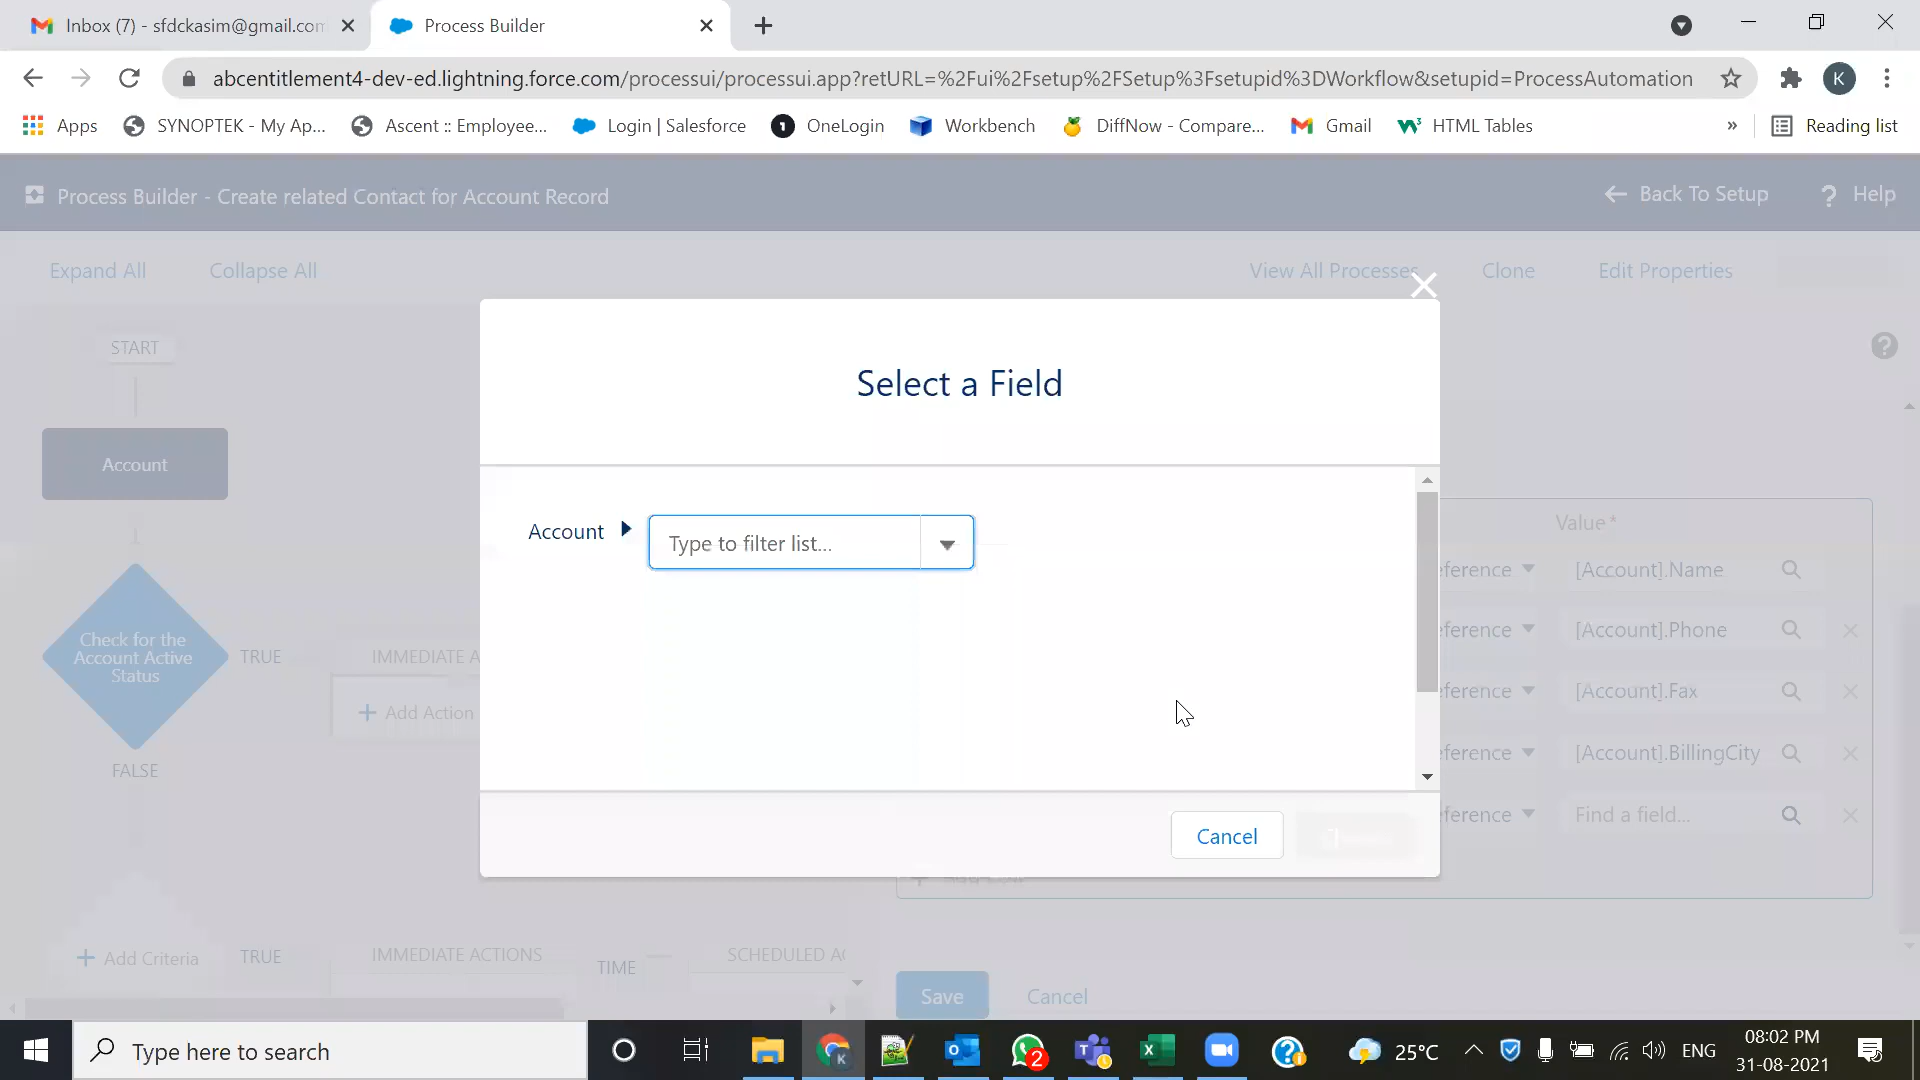 Inbox (7) - sfdckasim@gmail.com
Process Builder
abcentitlement4-dev-ed.lightning.force.com/processui/processui.app?retURL=%2Fui%2Fsetup%2FSetup%3Fsetupid%3DWorkflow&setupid=ProcessAutomation
K
Apps
SYNOPTEK - My Ap...
Ascent :: Employee...
Login | Salesforce
OneLogin
Workbench
DiffNow - Compare...
Gmail
HTML Tables
»
Reading list
Process Builder - Create related Contact for Account Record
Back To Setup
? Help
Expand All
Collapse All
View All Processes
Clone
Edit Properties
START
Account
Check for the
Account Active
Status
TRUE
IMMEDIATE A
+ Add Action
FALSE
Select a Field
Account
Type to filter list...
Cancel
Value*
ference
[Account].Name
ference
[Account].Phone
ference
[Account].Fax
ference
[Account].BillingCity
ference
Find a field...
+ Add Criteria
TRUE
IMMEDIATE ACTIONS
TIME
SCHEDULED AC
Save
Cancel
Type here to search
2
25°C
ENG
08:02 PM
31-08-2021